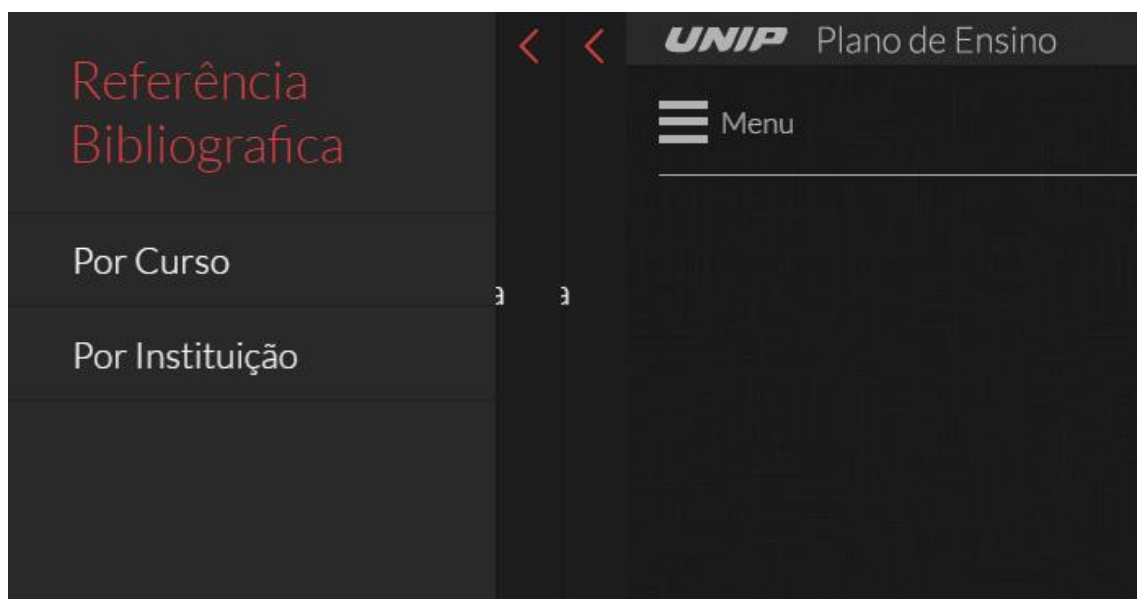 Referência
Bibliografica
Por Curso
Por Instituição
a
a
UNIP Plano de Ensino
Menu